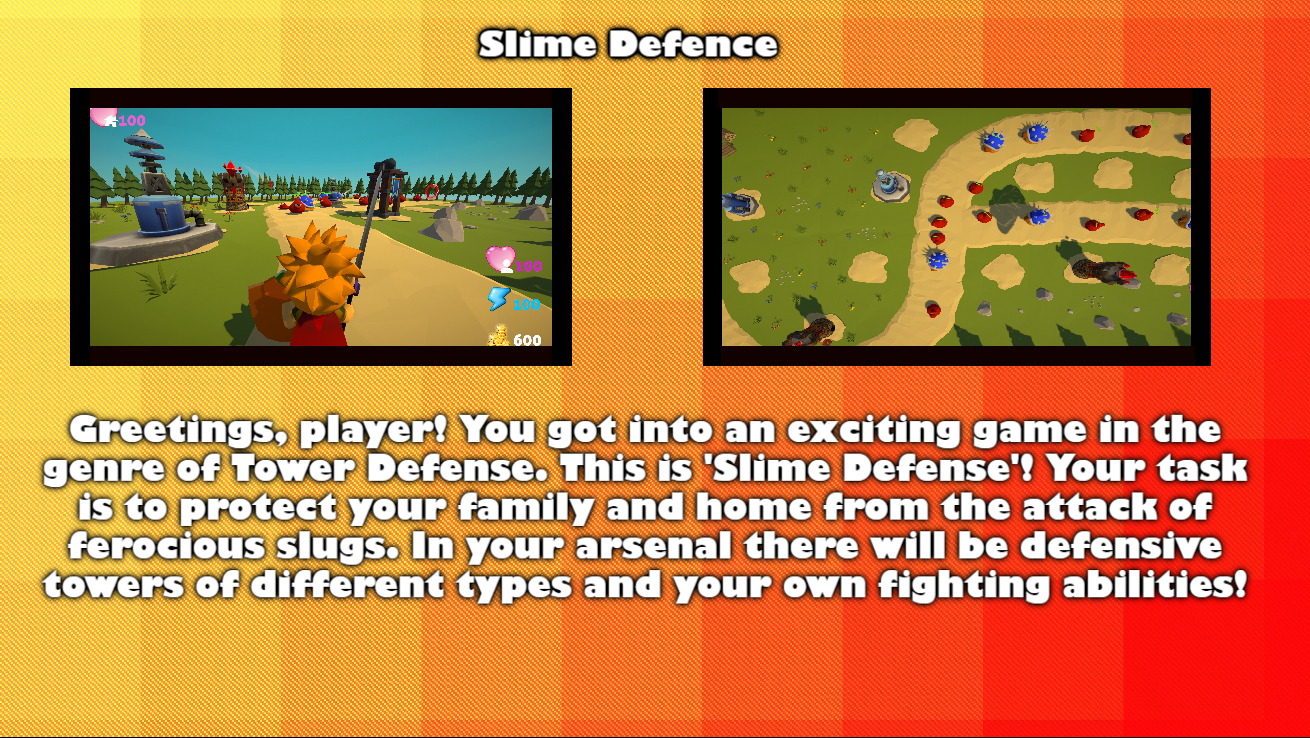 Slime Defence
100
100
100
600
Greetings, player! You got into an exciting game in the
genre of Tower Defense. This is 'Slime Defense'! Your task
is to protect your family and home from the attack of
ferocious slugs. In your arsenal there will be defensive
towers of different types and your own fighting abilities!